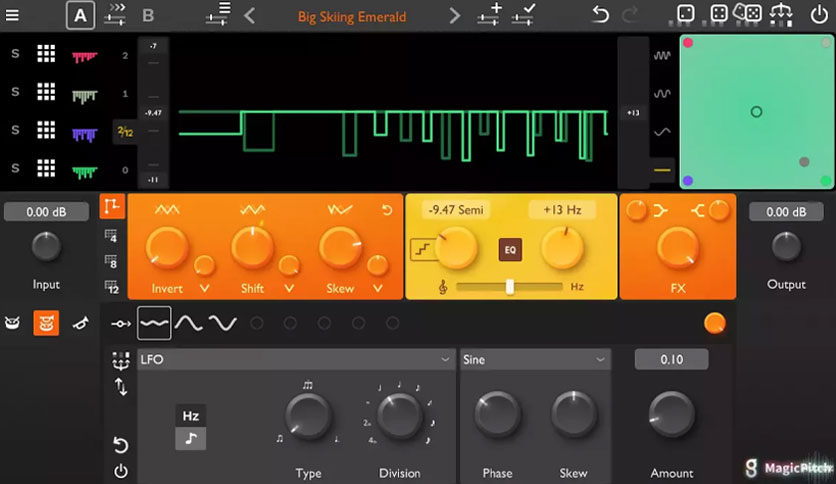 A
B
Big Skiing Emerald
S
2
-7
S
1
-9.47
+13
S
2/12
S
0
-11
0.00 dB
Input
4
8
12
Invert
Shift
Skew
-9.47 Semi
+13 Hz
EQ
Hz
FX
0.00 dB
Output
LFO
Sine
0.10
Hz
Type
Division
Phase
Skew
Amount
MagicPitch